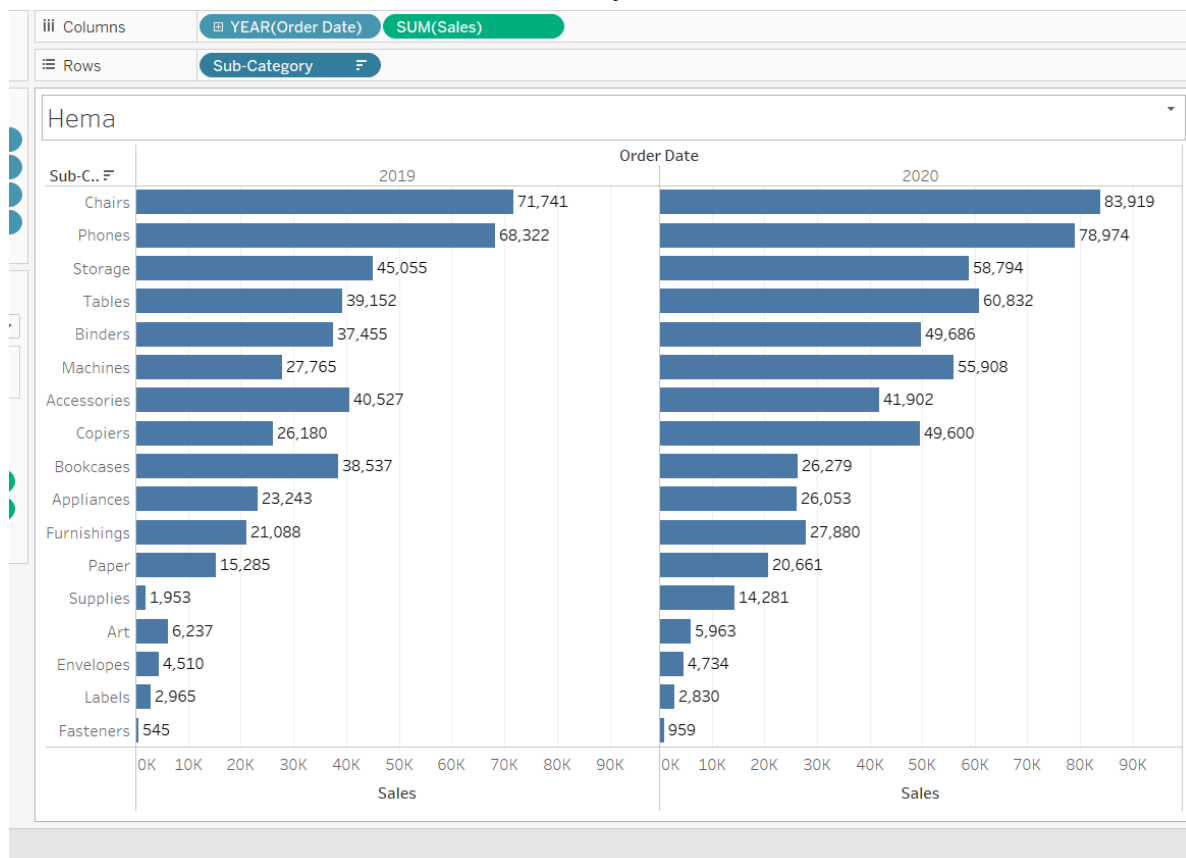 iii Columns YEAR(Order Date) SUM(Sales)
Rows Sub-Category
Hema
Order Date
Sub-C.. 2019 2020
Chairs 71,741 83,919
Phones 68,322 78,974
Storage 45,055 58,794
Tables 39,152 60,832
Binders 37,455 49,686
Machines 27,765 55,908
Accessories 40,527 41,902
Copiers 26,180 49,600
Bookcases 38,537 26,279
Appliances 23,243 26,053
Furnishings 21,088 27,880
Paper 15,285 20,661
Supplies 1,953 14,281
Art 6,237 5,963
Envelopes 4,510 4,734
Labels 2,965 2,830
Fasteners 545 959
0K 10K 20K 30K 40K 50K 60K 70K 80K 90K 0K 10K 20K 30K 40K 50K 60K 70K 80K 90K
Sales Sales